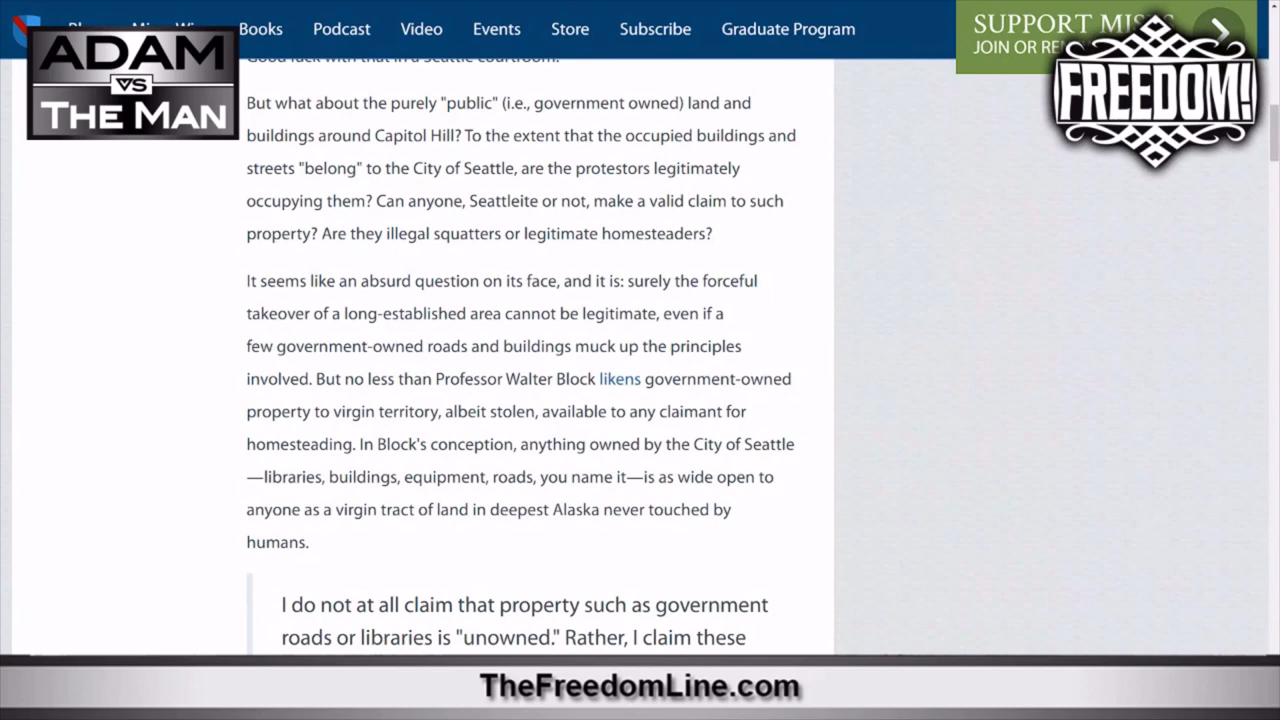 Books Podcast Video Events Store Subscribe Graduate Program
SUPPORT
JOIN OR
ADAM
VS
THE MAN
FREEDOM!
Good luck with that in a Seattle courtroom.
But what about the purely "public" (i.e., government owned) land and
buildings around Capitol Hill? To the extent that the occupied buildings and
streets "belong" to the City of Seattle, are the protestors legitimately
occupying them? Can anyone, Seattleite or not, make a valid claim to such
property? Are they illegal squatters or legitimate homesteaders?
It seems like an absurd question on its face, and it is: surely the forceful
takeover of a long-established area cannot be legitimate, even if a
few government-owned roads and buildings muck up the principles
involved. But no less than Professor Walter Block likens government-owned
property to virgin territory, albeit stolen, available to any claimant for
homesteading. In Block's conception, anything owned by the City of Seattle
—libraries, buildings, equipment, roads, you name it—is as wide open to
anyone as a virgin tract of land in deepest Alaska never touched by
humans.
I do not at all claim that property such as government
roads or libraries is "unowned." Rather, I claim these
TheFreedomLine.com